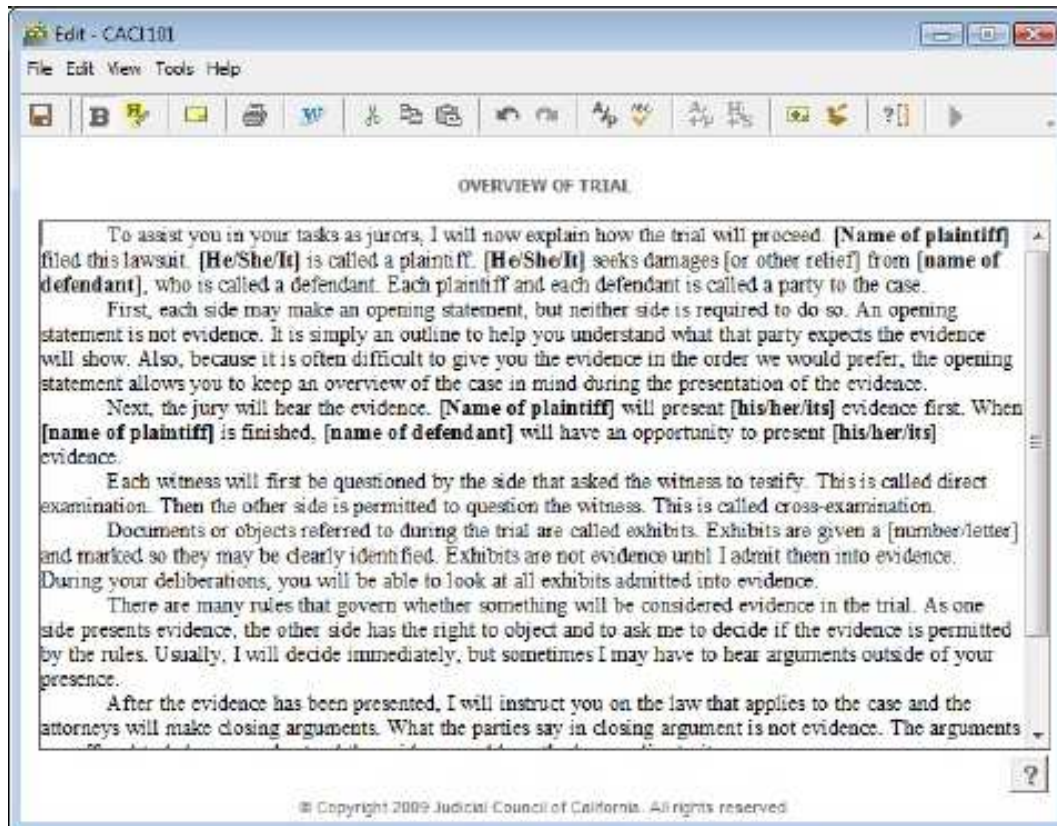 Edit - CACI101
File Edit View Tools Help
B
W
?[]
OVERVIEW OF TRIAL
To assist you in your tasks as jurors, I will now explain how the trial will proceed. [Name of plaintiff]
filed this lawsuit. [He/She/It] is called a plaintiff. [He/She/It] seeks damages [or other relief] from [name of
defendant], who is called a defendant. Each plaintiff and each defendant is called a party to the case.
First, each side may make an opening statement, but neither side is required to do so. An opening
statement is not evidence. It is simply an outline to help you understand what that party expects the evidence
will show. Also, because it is often difficult to give you the evidence in the order we would prefer, the opening
statement allows you to keep an overview of the case in mind during the presentation of the evidence.
Next, the jury will hear the evidence. [Name of plaintiff] will present [his/her/its] evidence first. When
[name of plaintiff] is finished, [name of defendant] will have an opportunity to present [his/her/its]
evidence.
Each witness will first be questioned by the side that asked the witness to testify. This is called direct
examination. Then the other side is permitted to question the witness. This is called cross-examination.
Documents or objects referred to during the trial are called exhibits. Exhibits are given a [number/letter]
and marked so they may be clearly identified. Exhibits are not evidence until I admit them into evidence.
During your deliberations, you will be able to look at all exhibits admitted into evidence.
There are many rules that govern whether something will be considered evidence in the trial. As one
side presents evidence, the other side has the right to object and to ask me to decide if the evidence is permitted
by the rules. Usually, I will decide immediately, but sometimes I may have to hear arguments outside of your
presence.
After the evidence has been presented, I will instruct you on the law that applies to the case and the
attorneys will make closing arguments. What the parties say in closing argument is not evidence. The arguments
?
© Copyright 2009 Judicial Council of California. All rights reserved